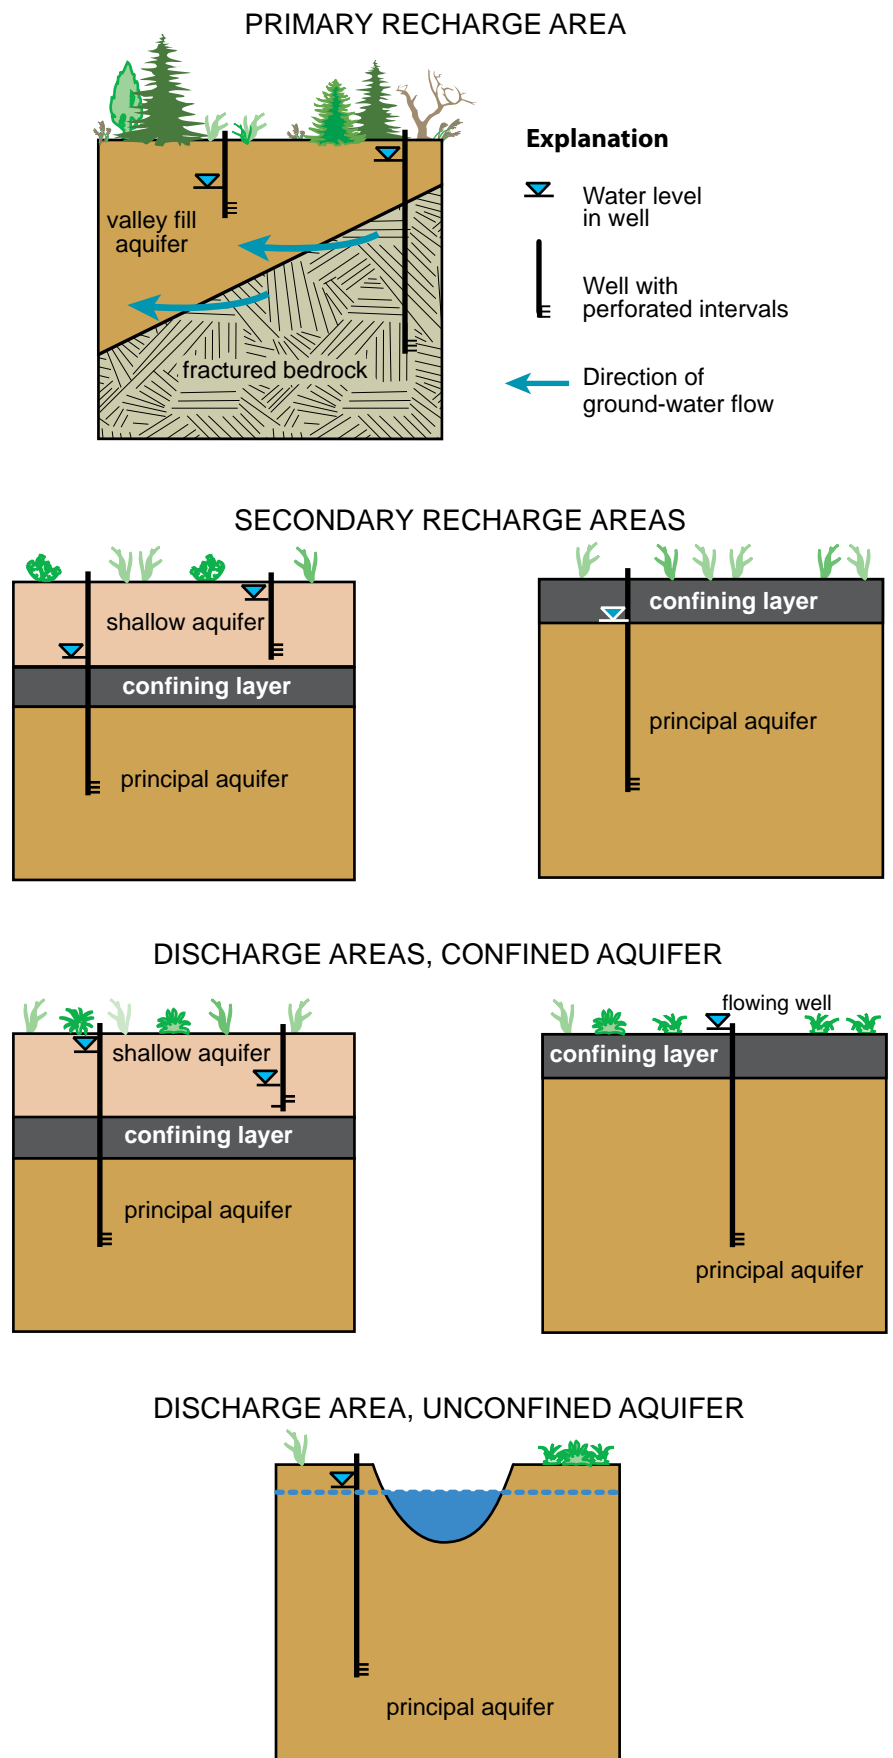 PRIMARY RECHARGE AREA
valley fill
aquifer
fractured bedrock
Explanation
Water level
in well
Well with
perforated intervals
Direction of
ground-water flow
SECONDARY RECHARGE AREAS
shallow aquifer
confining layer
principal aquifer
confining layer
principal aquifer
DISCHARGE AREAS, CONFINED AQUIFER
shallow aquifer
confining layer
principal aquifer
flowing well
confining layer
principal aquifer
DISCHARGE AREA, UNCONFINED AQUIFER
principal aquifer